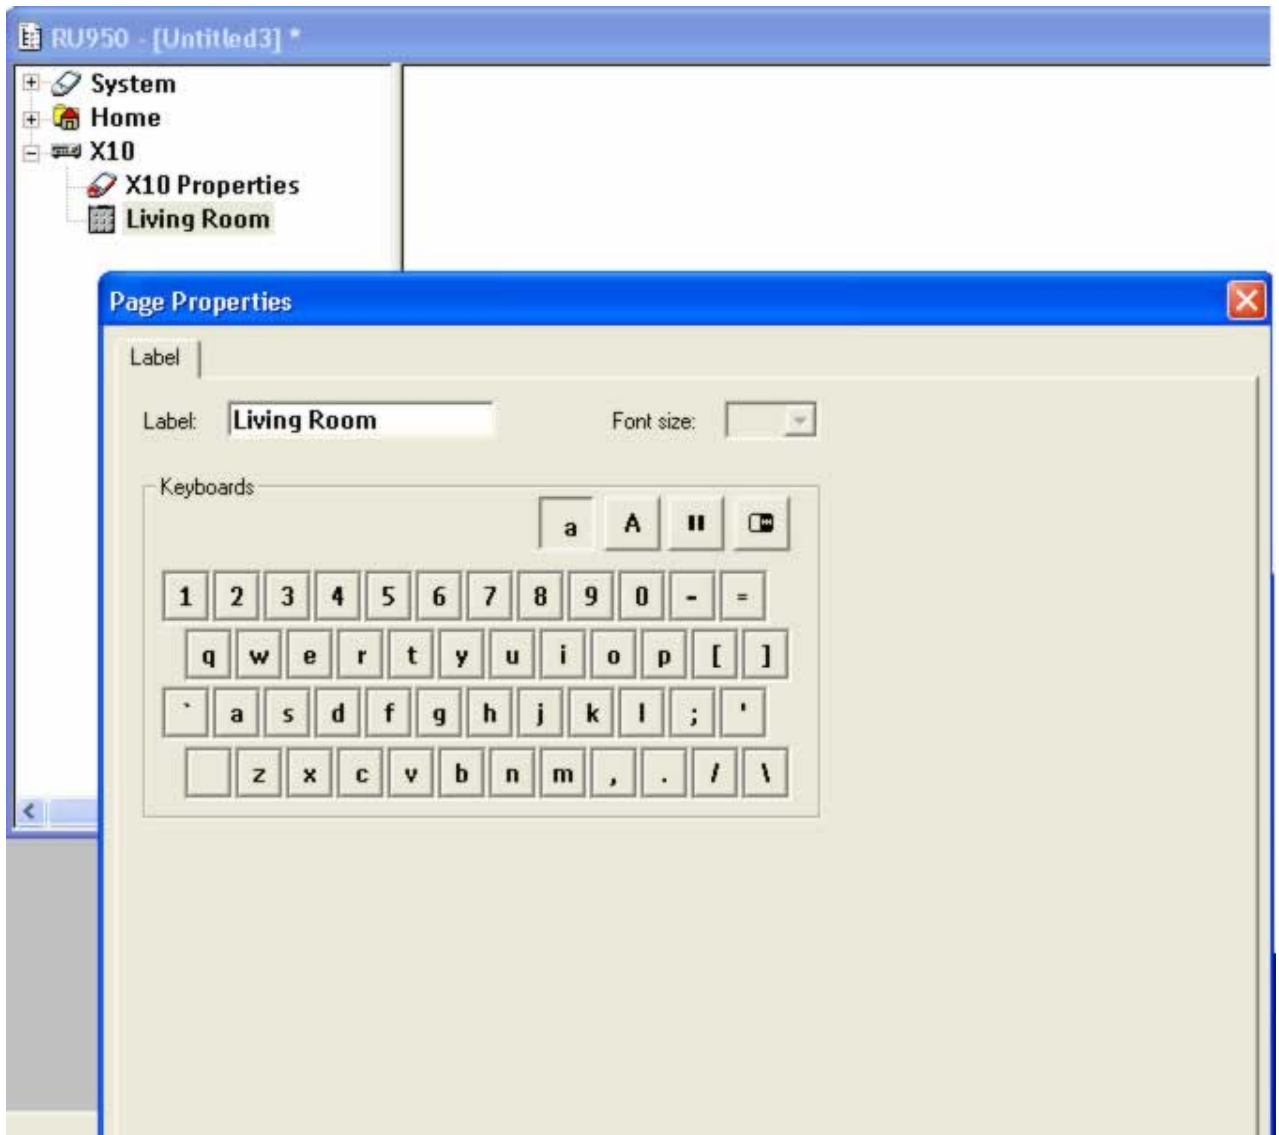 RU950 - [Untitled3] *
System
Home
X10
X10 Properties
Living Room
Page Properties
Label
Label: Living Room Font size:
Keyboards
a A
1 2 3 4 5 6 7 8 9 0 - =
q w e r t y u i o p [ ]
` a s d f g h j k l ; '
z x c v b n m , . / \